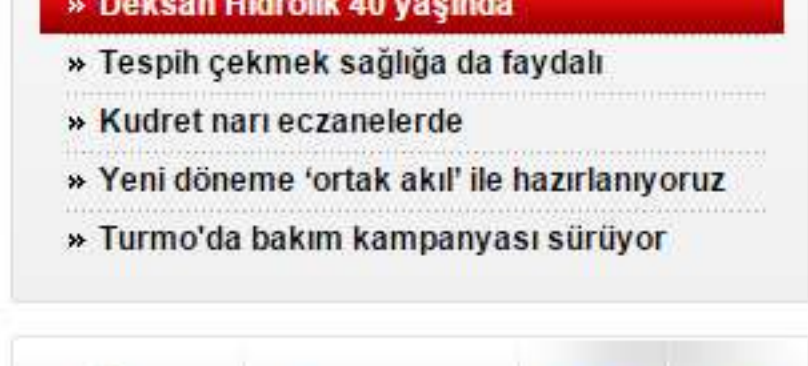 » Deksan Hidrolik 40 yaşında
» Tespih çekmek sağlığa da faydalı
» Kudret narı eczanelerde
» Yeni döneme ‘ortak akıl’ ile hazırlanıyoruz
» Turmo'da bakım kampanyası sürüyor